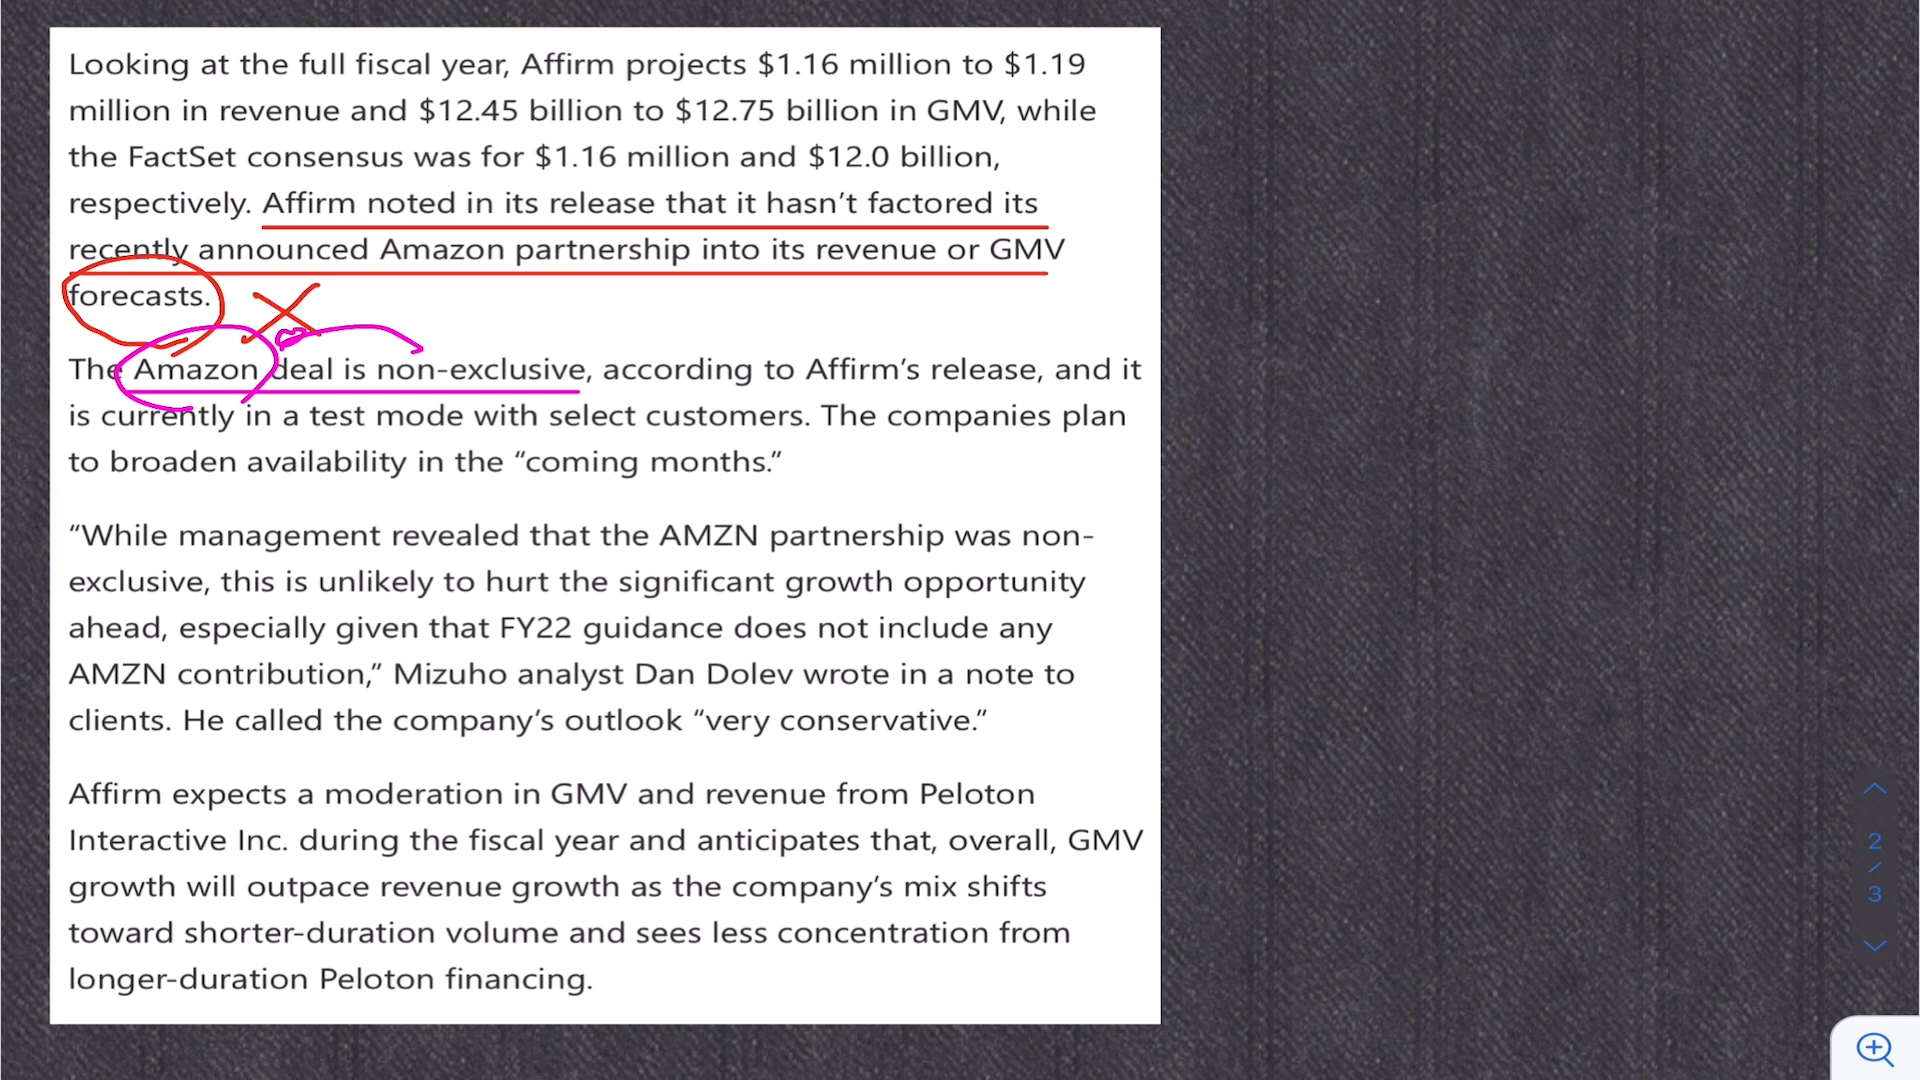 Looking at the full fiscal year, Affirm projects $1.16 million to $1.19
million in revenue and $12.45 billion to $12.75 billion in GMV, while
the FactSet consensus was for $1.16 million and $12.0 billion,
respectively. Affirm noted in its release that it hasn’t factored its
recently announced Amazon partnership into its revenue or GMV
forecasts.
The Amazon deal is non-exclusive, according to Affirm’s release, and it
is currently in a test mode with select customers. The companies plan
to broaden availability in the “coming months.”
“While management revealed that the AMZN partnership was non-
exclusive, this is unlikely to hurt the significant growth opportunity
ahead, especially given that FY22 guidance does not include any
AMZN contribution,” Mizuho analyst Dan Dolev wrote in a note to
clients. He called the company’s outlook “very conservative.”
Affirm expects a moderation in GMV and revenue from Peloton
Interactive Inc. during the fiscal year and anticipates that, overall, GMV
growth will outpace revenue growth as the company’s mix shifts
toward shorter-duration volume and sees less concentration from
longer-duration Peloton financing.
2
/
3